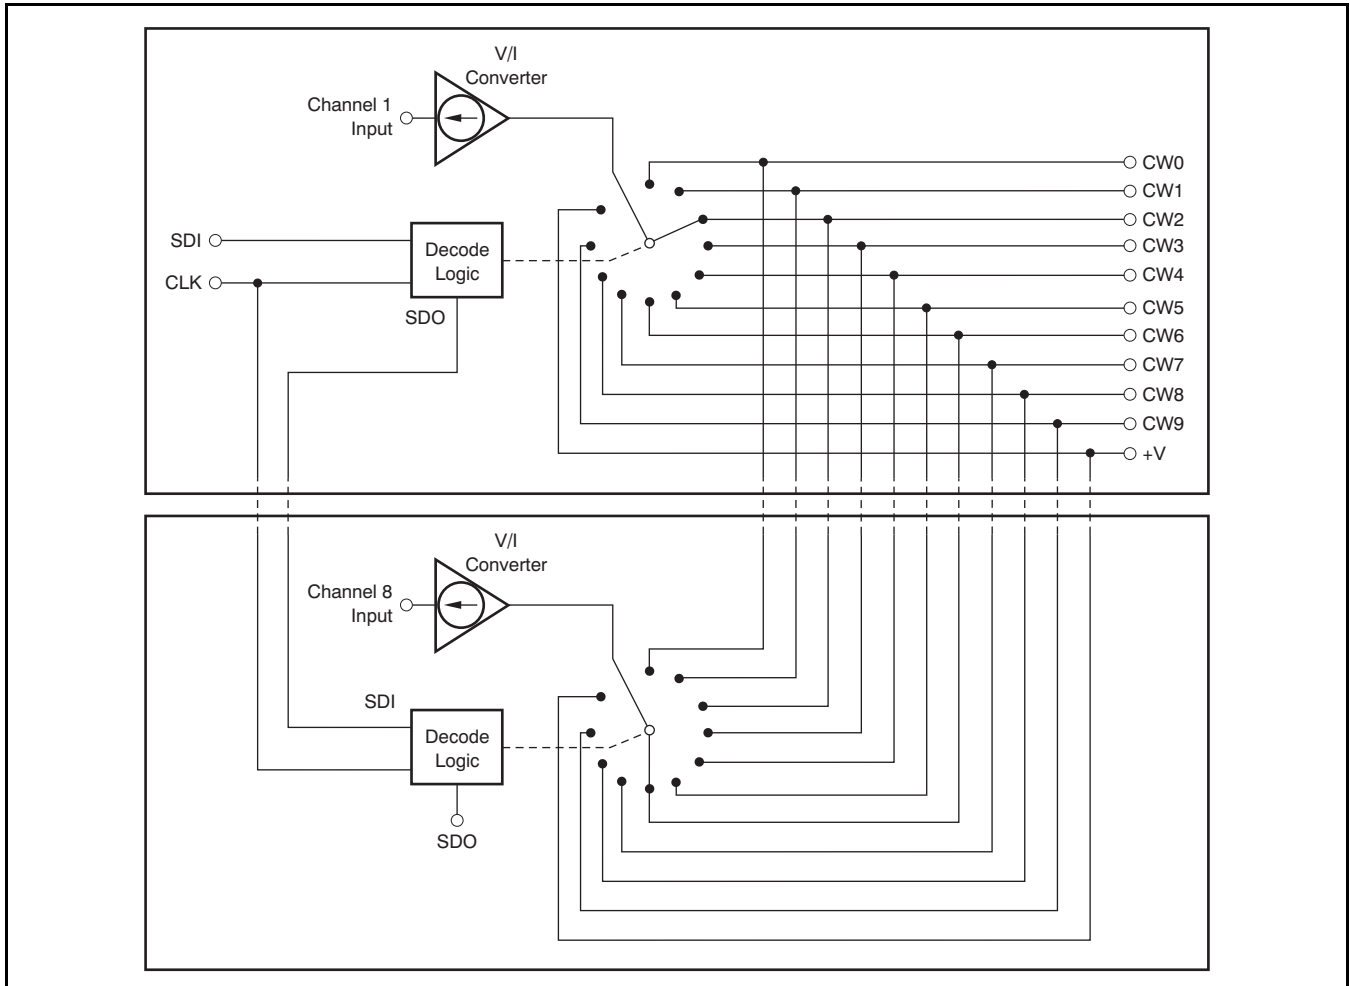 V/I
Converter
Channel 1
Input
CW0
CW1
CW2
CW3
CW4
CW5
CW6
CW7
CW8
CW9
+V
SDI
CLK
Decode
Logic
SDO
V/I
Converter
Channel 8
Input
SDI
Decode
Logic
SDO